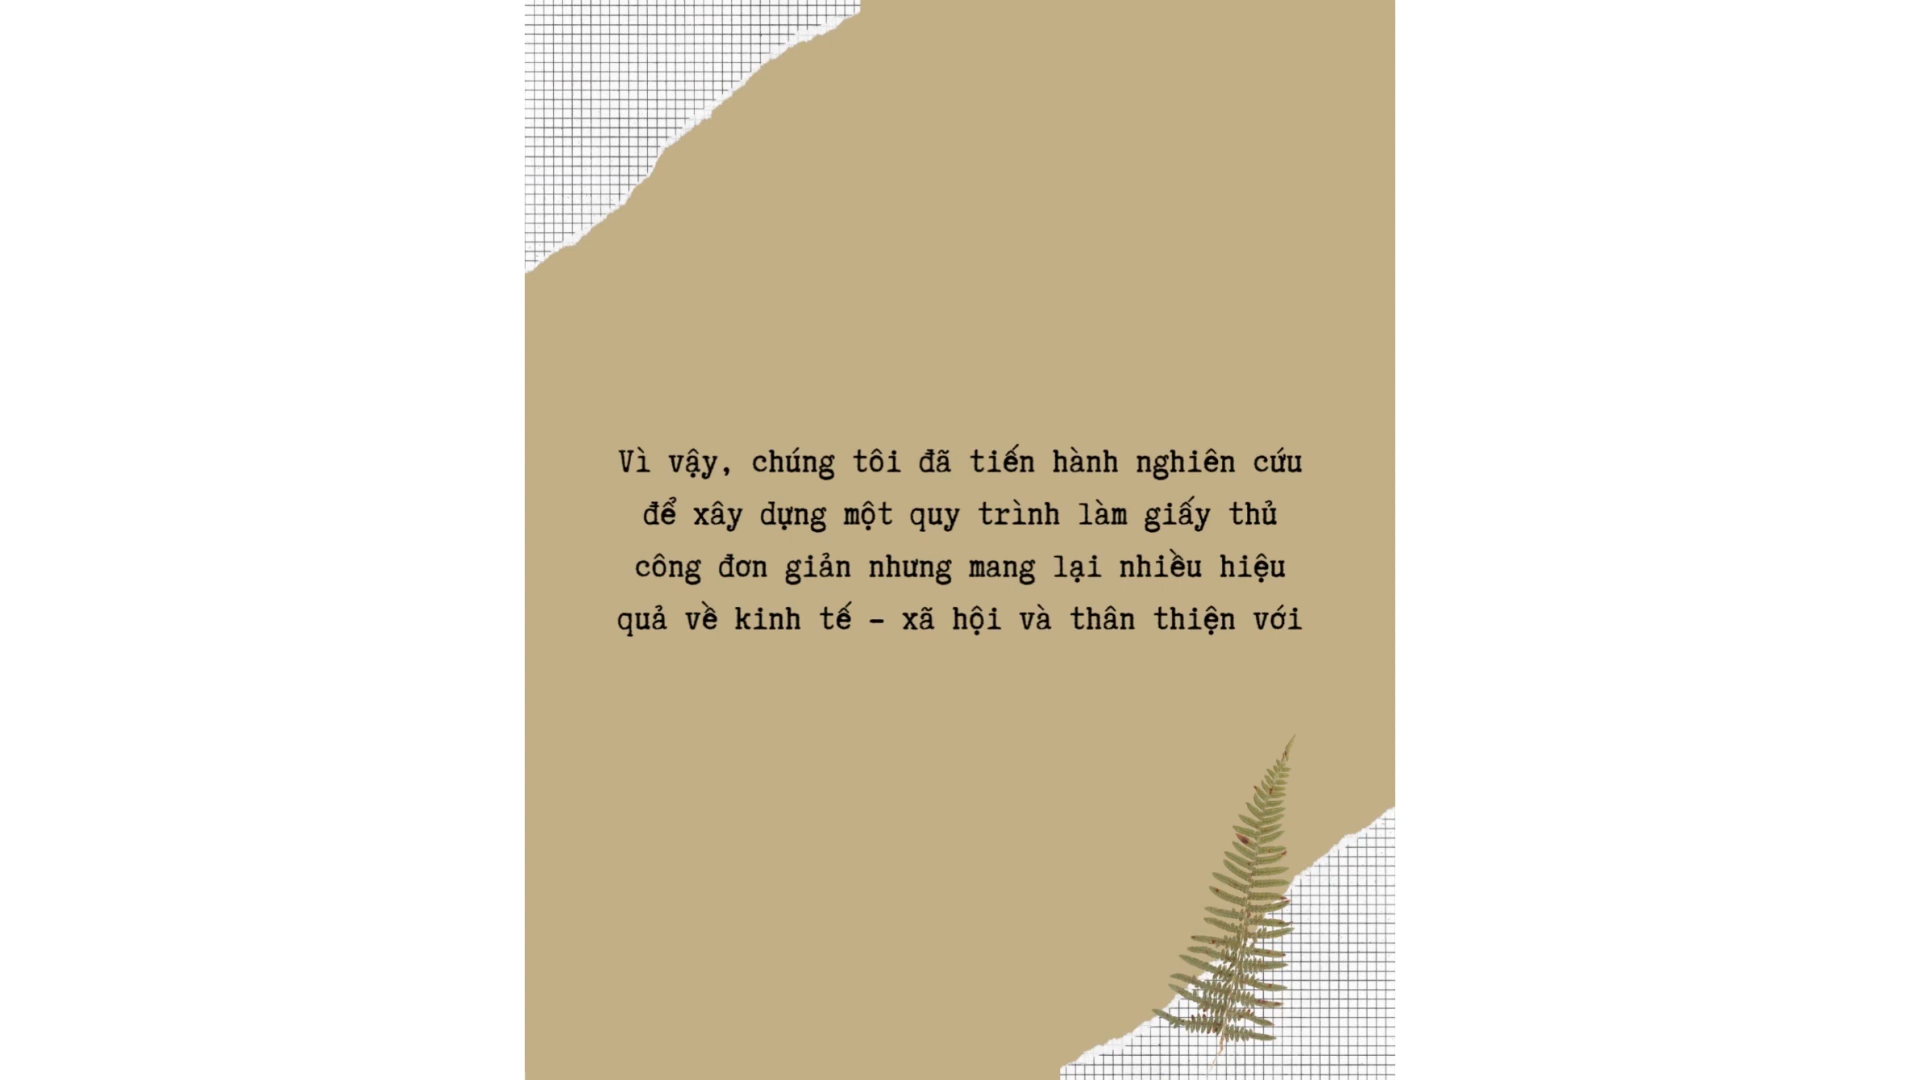 Vì vậy, chúng tôi đã tiến hành nghiên cứu
để xây dựng một quy trình làm giấy thủ
công đơn giản nhưng mang lại nhiều hiệu
quả về kinh tế - xã hội và thân thiện với